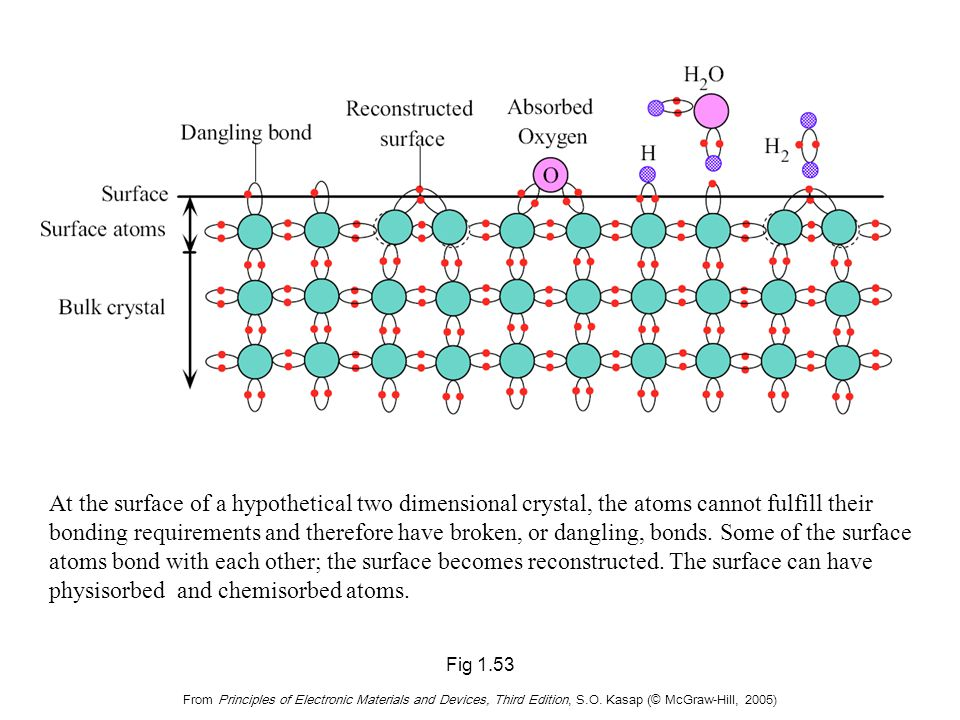 H2O
Reconstructed surface
Absorbed Oxygen
Dangling bond
H
H2
O
Surface
Surface atoms
Bulk crystal
At the surface of a hypothetical two dimensional crystal, the atoms cannot fulfill their
bonding requirements and therefore have broken, or dangling, bonds. Some of the surface
atoms bond with each other; the surface becomes reconstructed. The surface can have
physisorbed and chemisorbed atoms.
Fig 1.53
From Principles of Electronic Materials and Devices, Third Edition, S.O. Kasap (© McGraw-Hill, 2005)